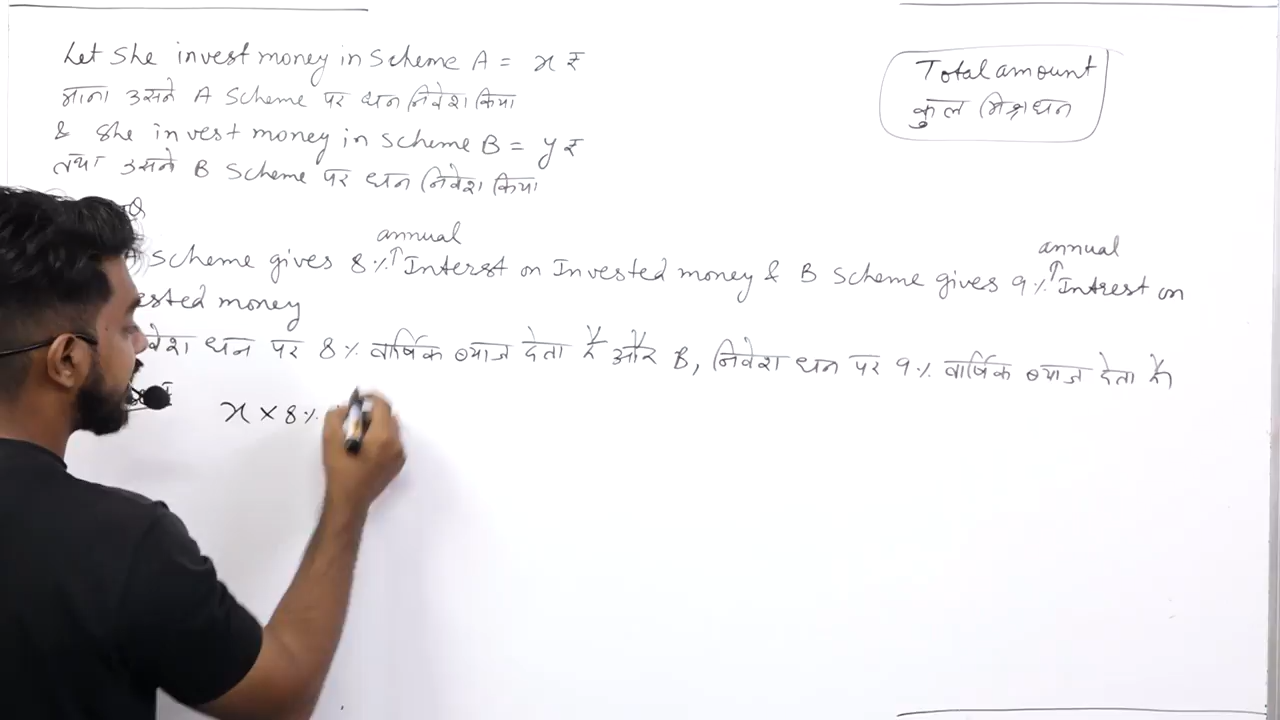 Let She invest money in Scheme A = x ₹
माना उसने A Scheme पर धन निवेश किया
& She invest money in scheme B = y ₹
तथा उसने B Scheme पर धन निवेश किया
Total amount
कुल मिश्रधन
annual
annual
A Scheme gives 8% ↑ Interst on Invested money & B Scheme gives 9% ↑ Intrest on
ested money
वेश धन पर 8% वार्षिक ब्याज देता है और B, निवेश धन पर 9% वार्षिक ब्याज देता है
x × 8%